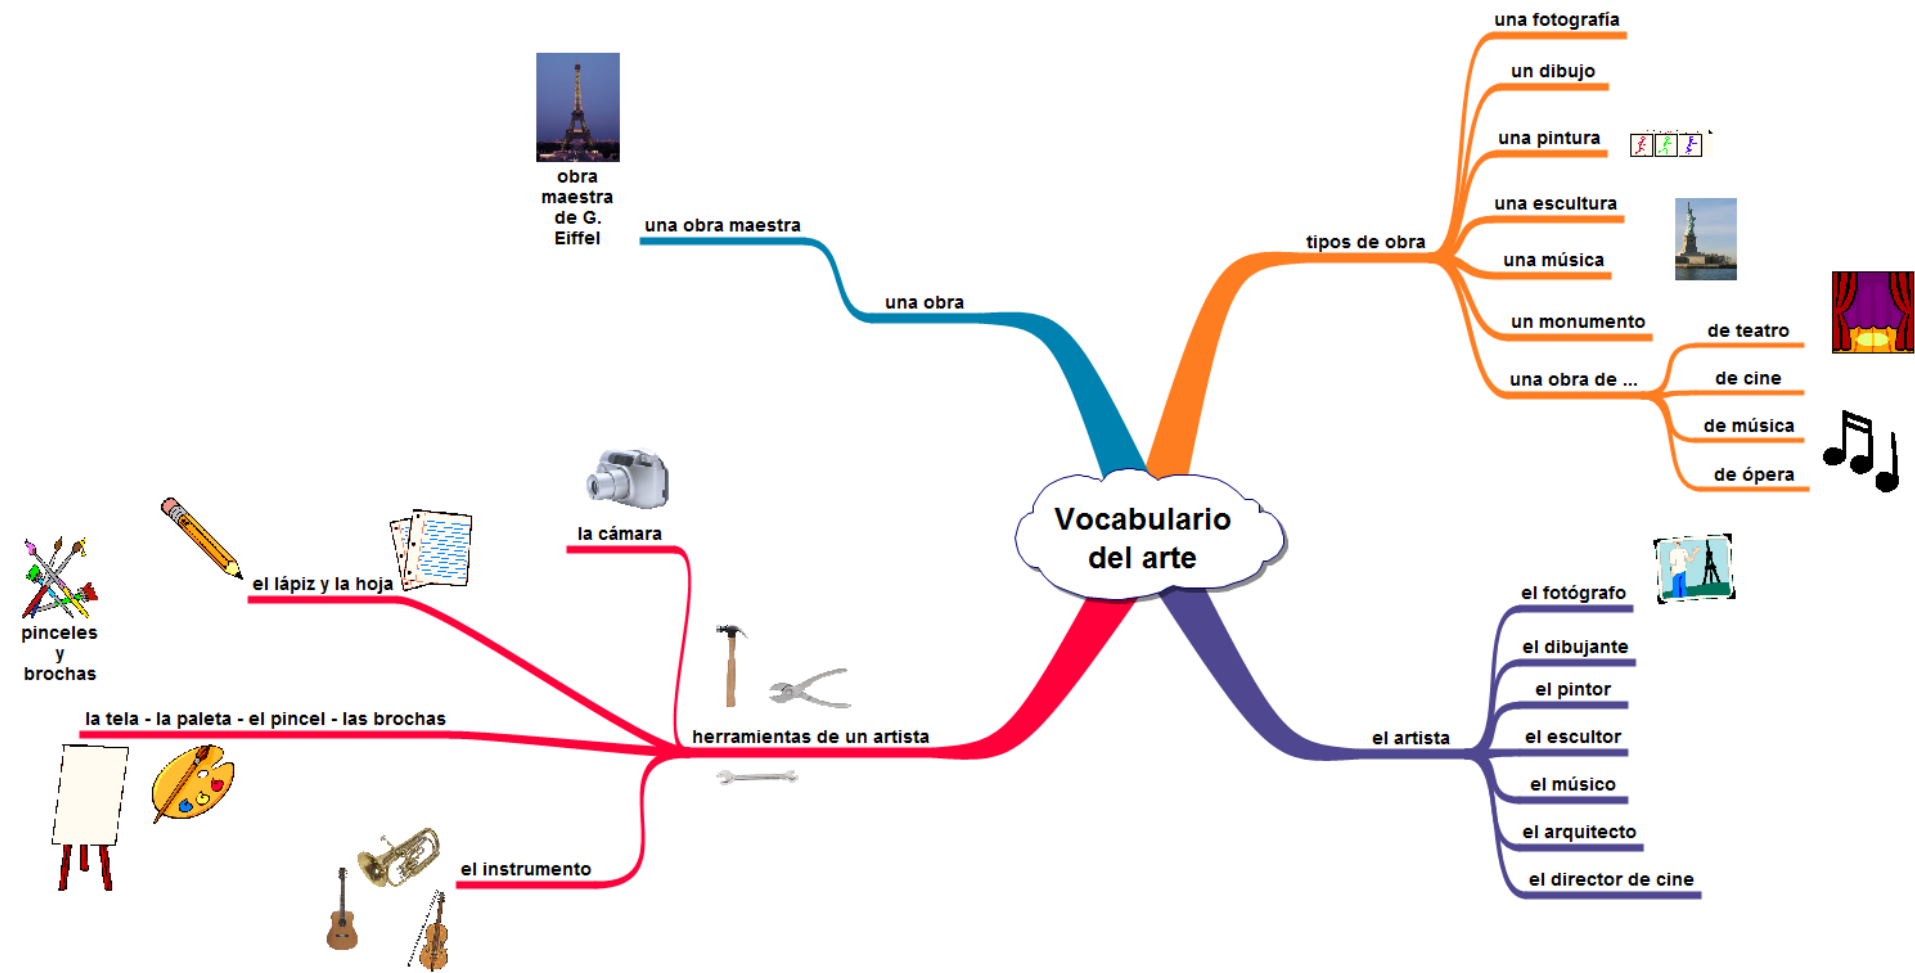 Vocabulario
del arte
una obra
una obra maestra
obra
maestra
de G.
Eiffel
tipos de obra
una fotografía
un dibujo
una pintura
una escultura
una música
un monumento
una obra de ...
de teatro
de cine
de música
de ópera
el artista
el fotógrafo
el dibujante
el pintor
el escultor
el músico
el arquitecto
el director de cine
herramientas de un artista
la cámara
el lápiz y la hoja
pinceles
y
brochas
la tela - la paleta - el pincel - las brochas
el instrumento